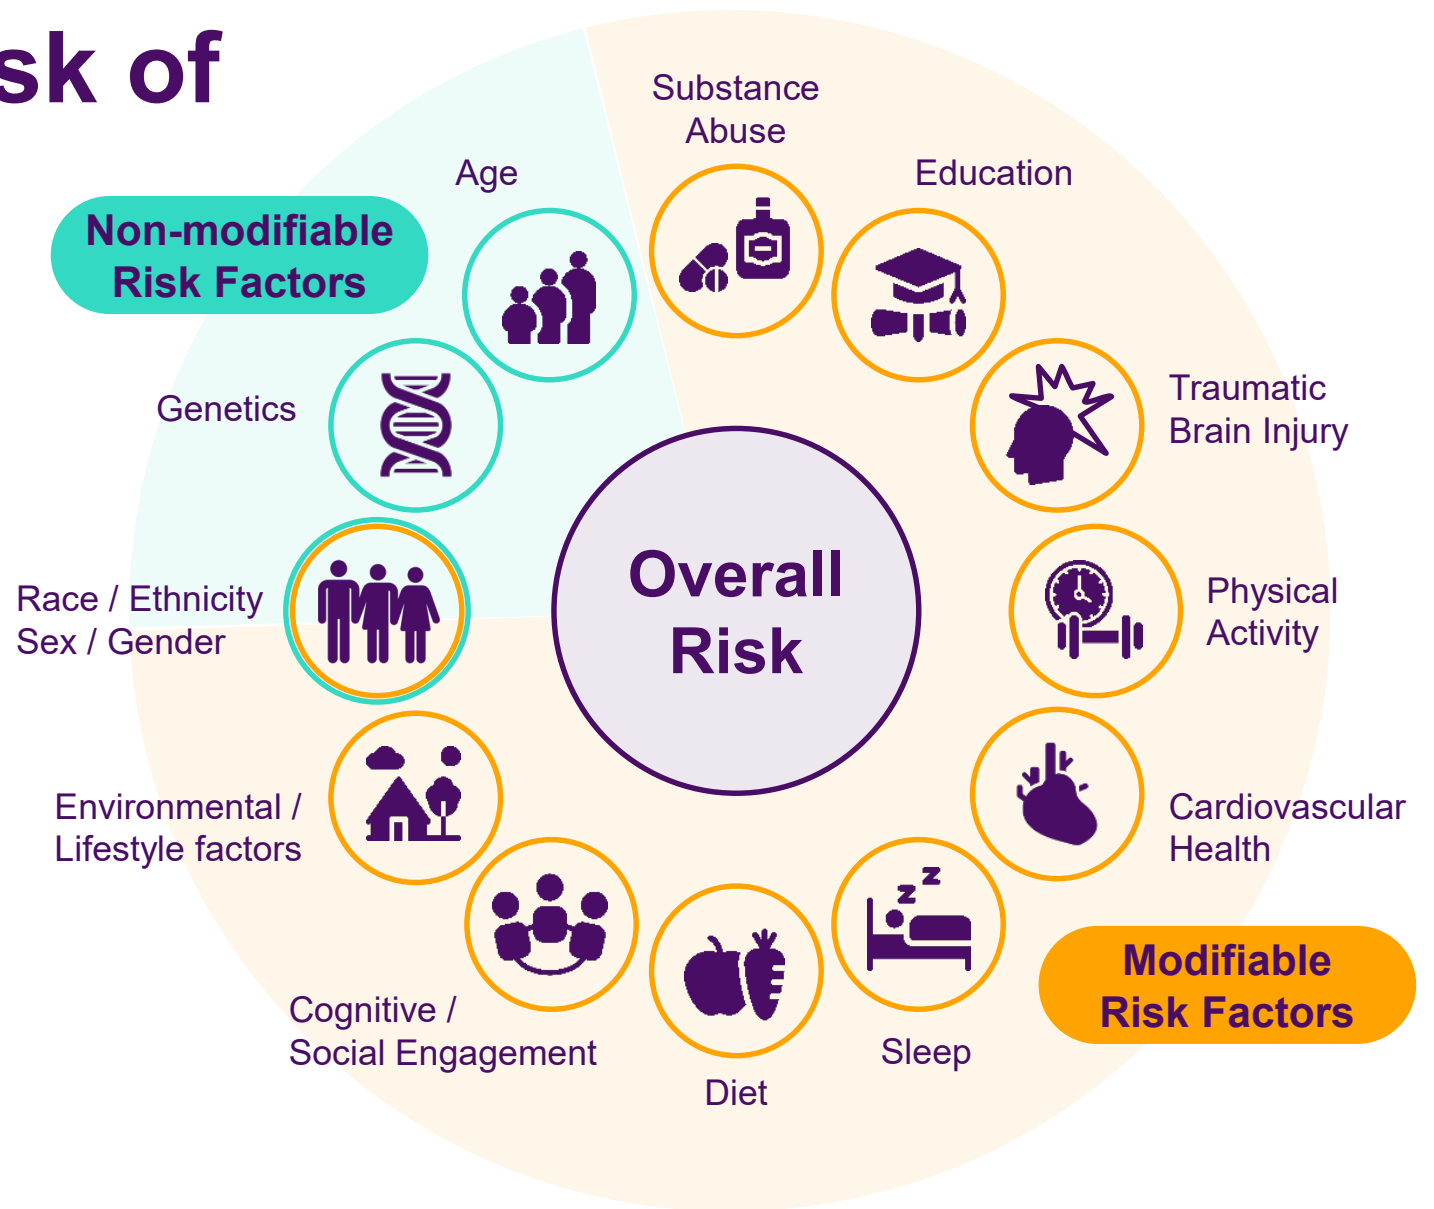 sk of
Substance
Abuse
Age
Education
Non-modifiable
Risk Factors
Genetics
Traumatic
Brain Injury
Race / Ethnicity
Sex / Gender
Overall
Risk
Physical
Activity
Environmental /
Lifestyle factors
Cardiovascular
Health
Cognitive /
Social Engagement
Diet
Sleep
z
z
Modifiable
Risk Factors